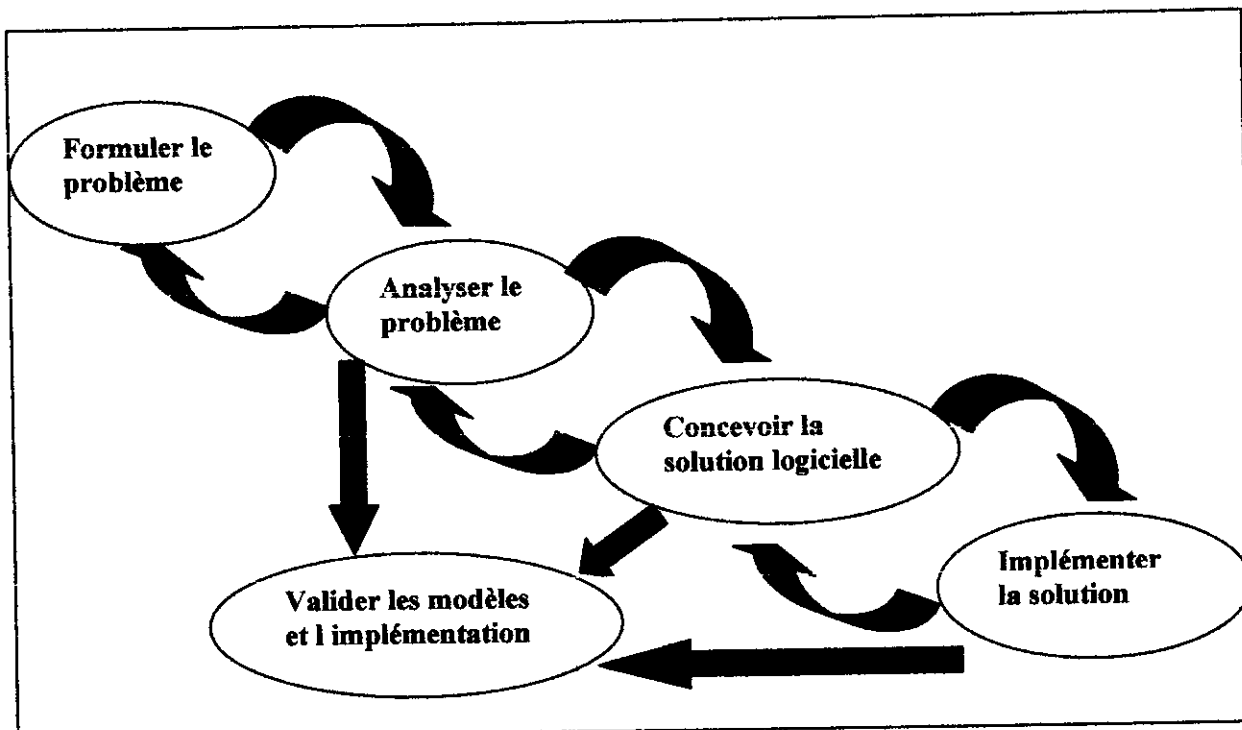 Formuler le
problème
Analyser le
problème
Concevoir la
solution logicielle
Implémenter
la solution
Valider les modèles
et l implémentation